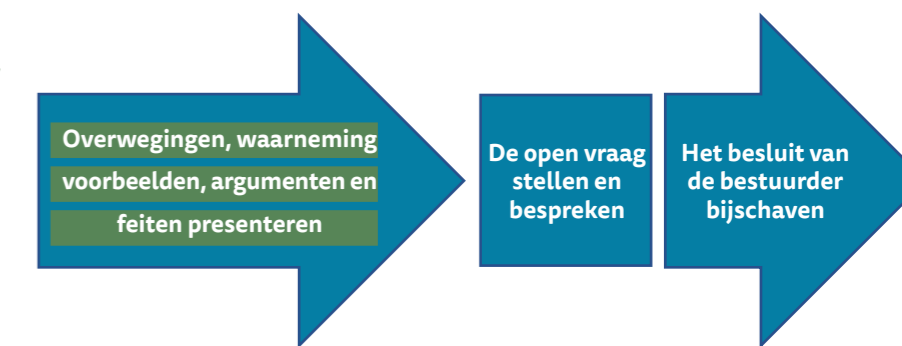 Overwegingen, waarneming
voorbeelden, argumenten en
feiten presenteren
De open vraag
stellen en
bespreken
Het besluit van
de bestuurder
bijschaven